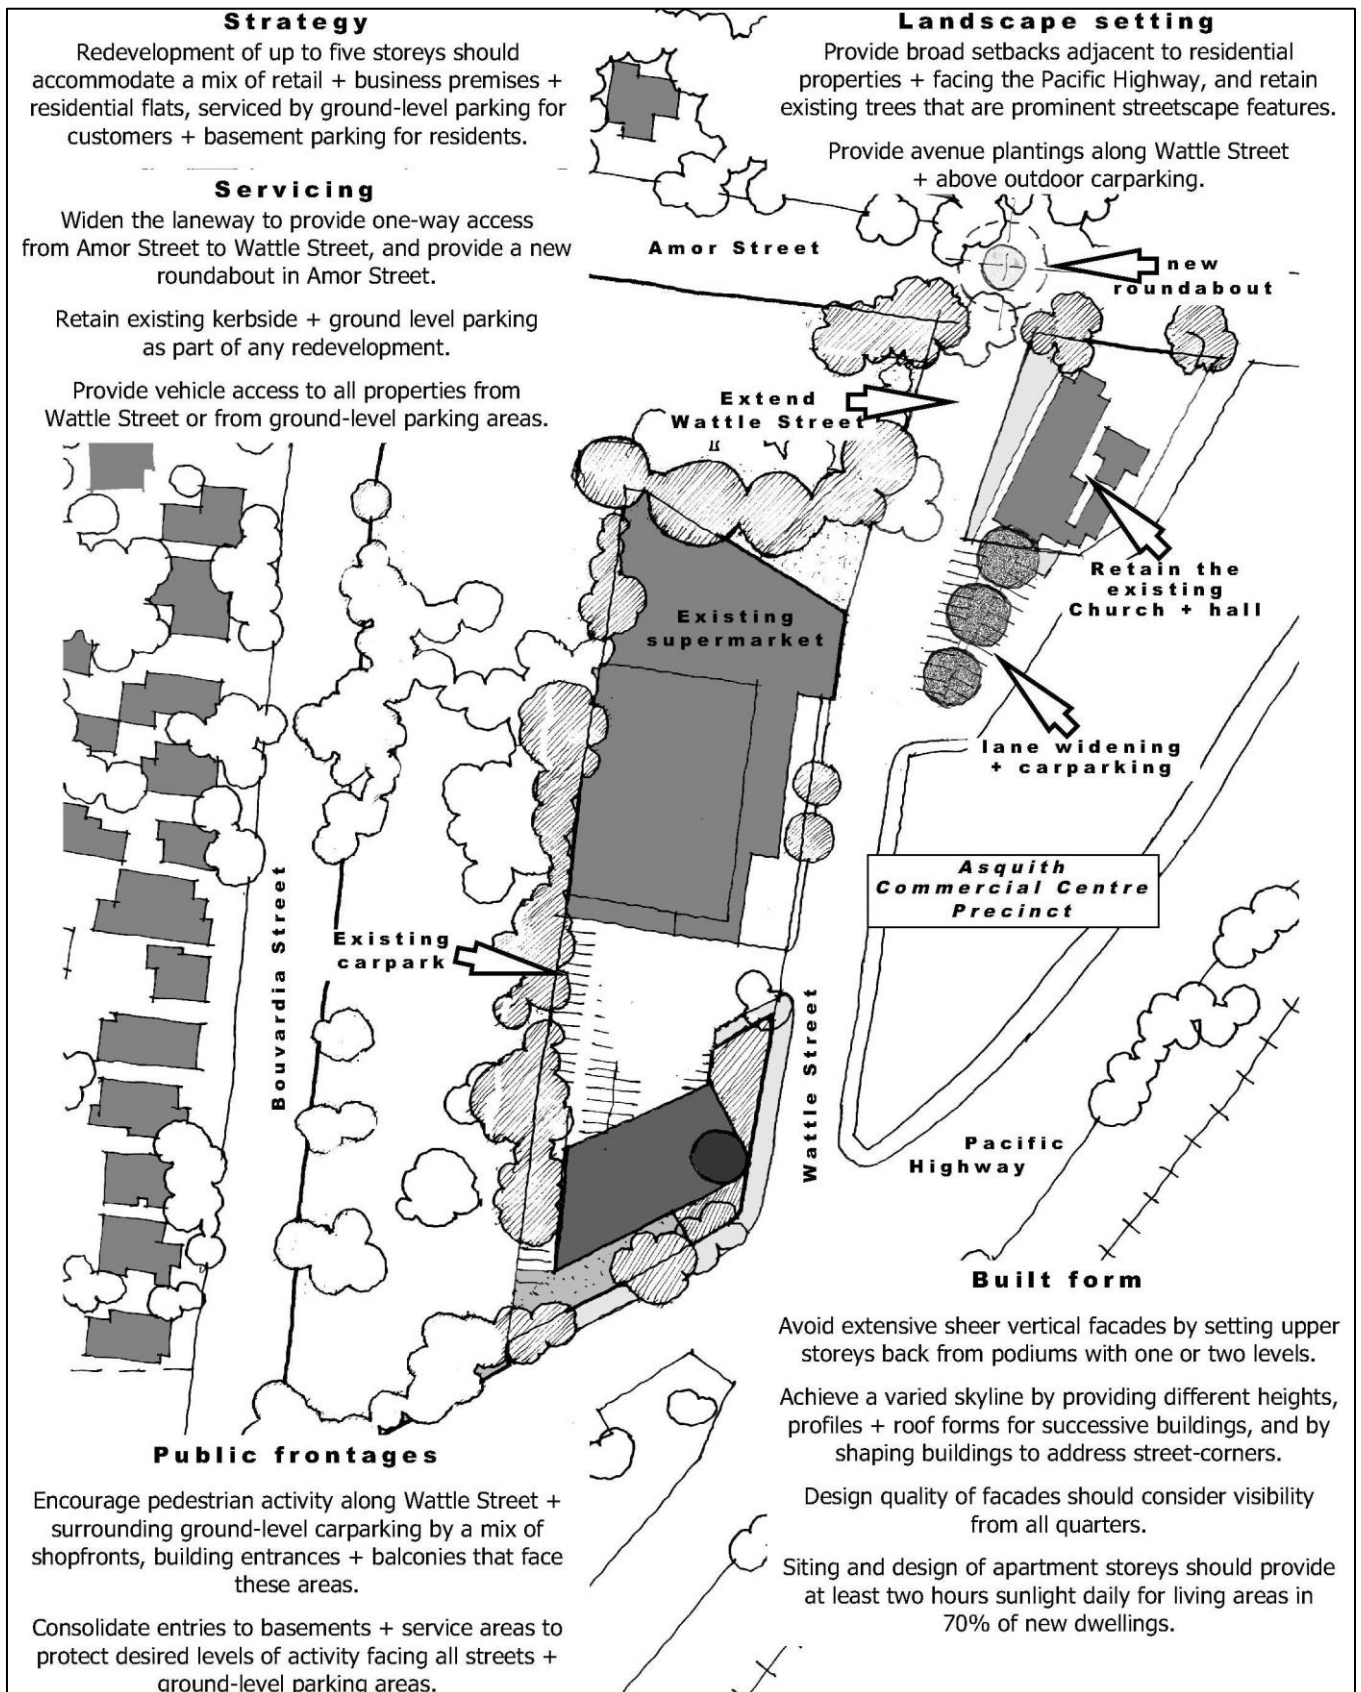 Strategy
Redevelopment of up to five storeys should
accommodate a mix of retail + business premises +
residential flats, serviced by ground-level parking for
customers + basement parking for residents.
Servicing
Widen the laneway to provide one-way access
from Amor Street to Wattle Street, and provide a new
roundabout in Amor Street.
Retain existing kerbside + ground level parking
as part of any redevelopment.
Provide vehicle access to all properties from
Wattle Street or from ground-level parking areas.
Landscape setting
Provide broad setbacks adjacent to residential
properties + facing the Pacific Highway, and retain
existing trees that are prominent streetscape features.
Provide avenue plantings along Wattle Street
+ above outdoor carparking.
Amor Street
new
roundabout
Extend
Wattle Street
Retain the
existing
Church + hall
Existing
supermarket
lane widening
+ carparking
Asquith
Commercial Centre
Precinct
Existing
carpark
Bouvardia Street
Wattle Street
Pacific
Highway
Public frontages
Encourage pedestrian activity along Wattle Street +
surrounding ground-level carparking by a mix of
shopfronts, building entrances + balconies that face
these areas.
Consolidate entries to basements + service areas to
protect desired levels of activity facing all streets +
ground-level parking areas.
Built form
Avoid extensive sheer vertical facades by setting upper
storeys back from podiums with one or two levels.
Achieve a varied skyline by providing different heights,
profiles + roof forms for successive buildings, and by
shaping buildings to address street-corners.
Design quality of facades should consider visibility
from all quarters.
Siting and design of apartment storeys should provide
at least two hours sunlight daily for living areas in
70% of new dwellings.